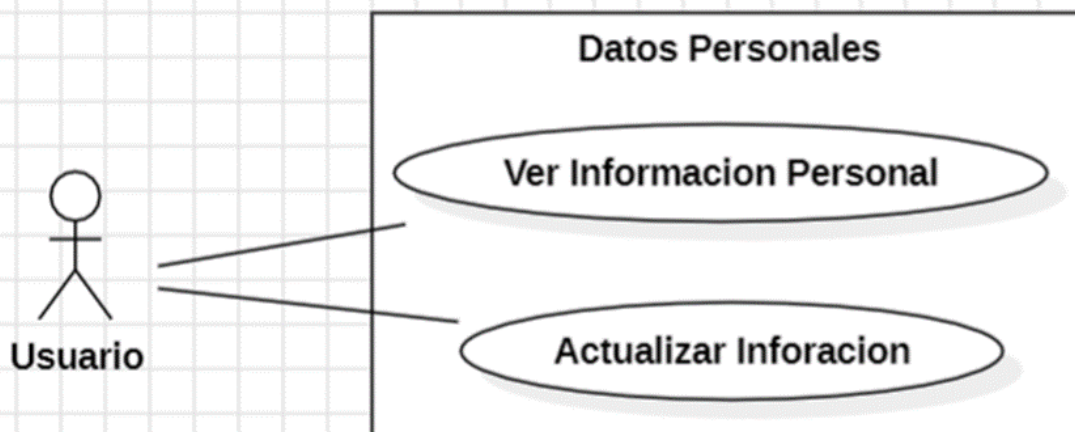 Datos Personales
Ver Informacion Personal
Usuario
Actualizar Inforacion